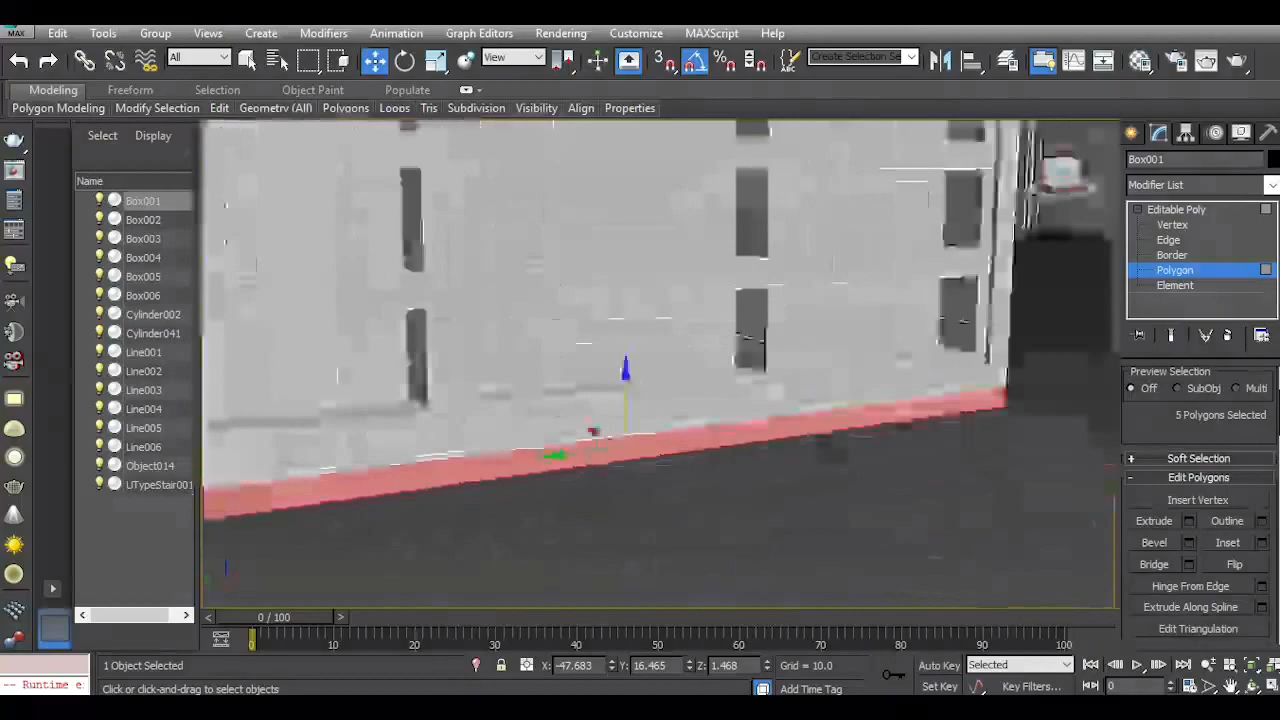 MAX Edit Tools Group Views Create Modifiers Animation Graph Editors Rendering Customize MAXScript Help
All View 3 Create Selection Se
Modeling Freeform Selection Object Paint Populate
Polygon Modeling Modify Selection Edit Geometry (All) Polygons Loops Tris Subdivision Visibility Align Properties
Select Display
Name
Box001
Box002
Box003
Box004
Box005
Box006
Cylinder002
Cylinder041
Line001
Line002
Line003
Line004
Line005
Line006
Object014
UTypeStair001
Box001
Modifier List
Editable Poly
Vertex
Edge
Border
Polygon
Element
Preview Selection
Off SubObj Multi
5 Polygons Selected
+ Soft Selection
- Edit Polygons
Insert Vertex
Extrude Outline
Bevel Inset
Bridge Flip
Hinge From Edge
Extrude Along Spline
Edit Triangulation
< 0 / 100 >
0 10 20 30 40 50 60 70 80 90 100
1 Object Selected X: -47.683 Y: 16.465 Z: 1.468 Grid = 10.0 Auto Key Selected
-- Runtime e Click or click-and-drag to select objects Add Time Tag Set Key Key Filters... 0